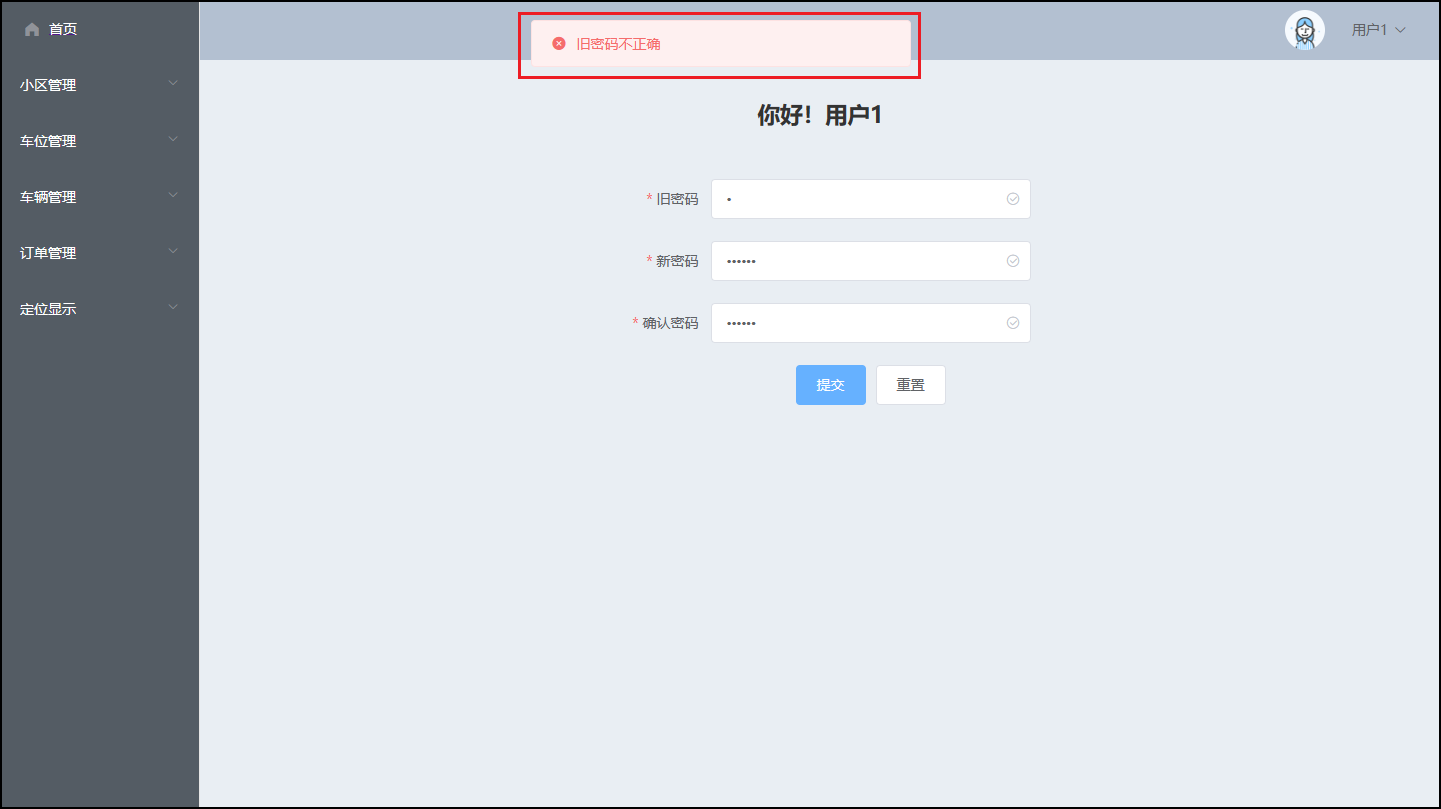 首页
小区管理
车位管理
车辆管理
订单管理
定位显示
旧密码不正确
用户1
你好！用户1
* 旧密码 •
* 新密码 ••••••
* 确认密码 ••••••
提交 重置